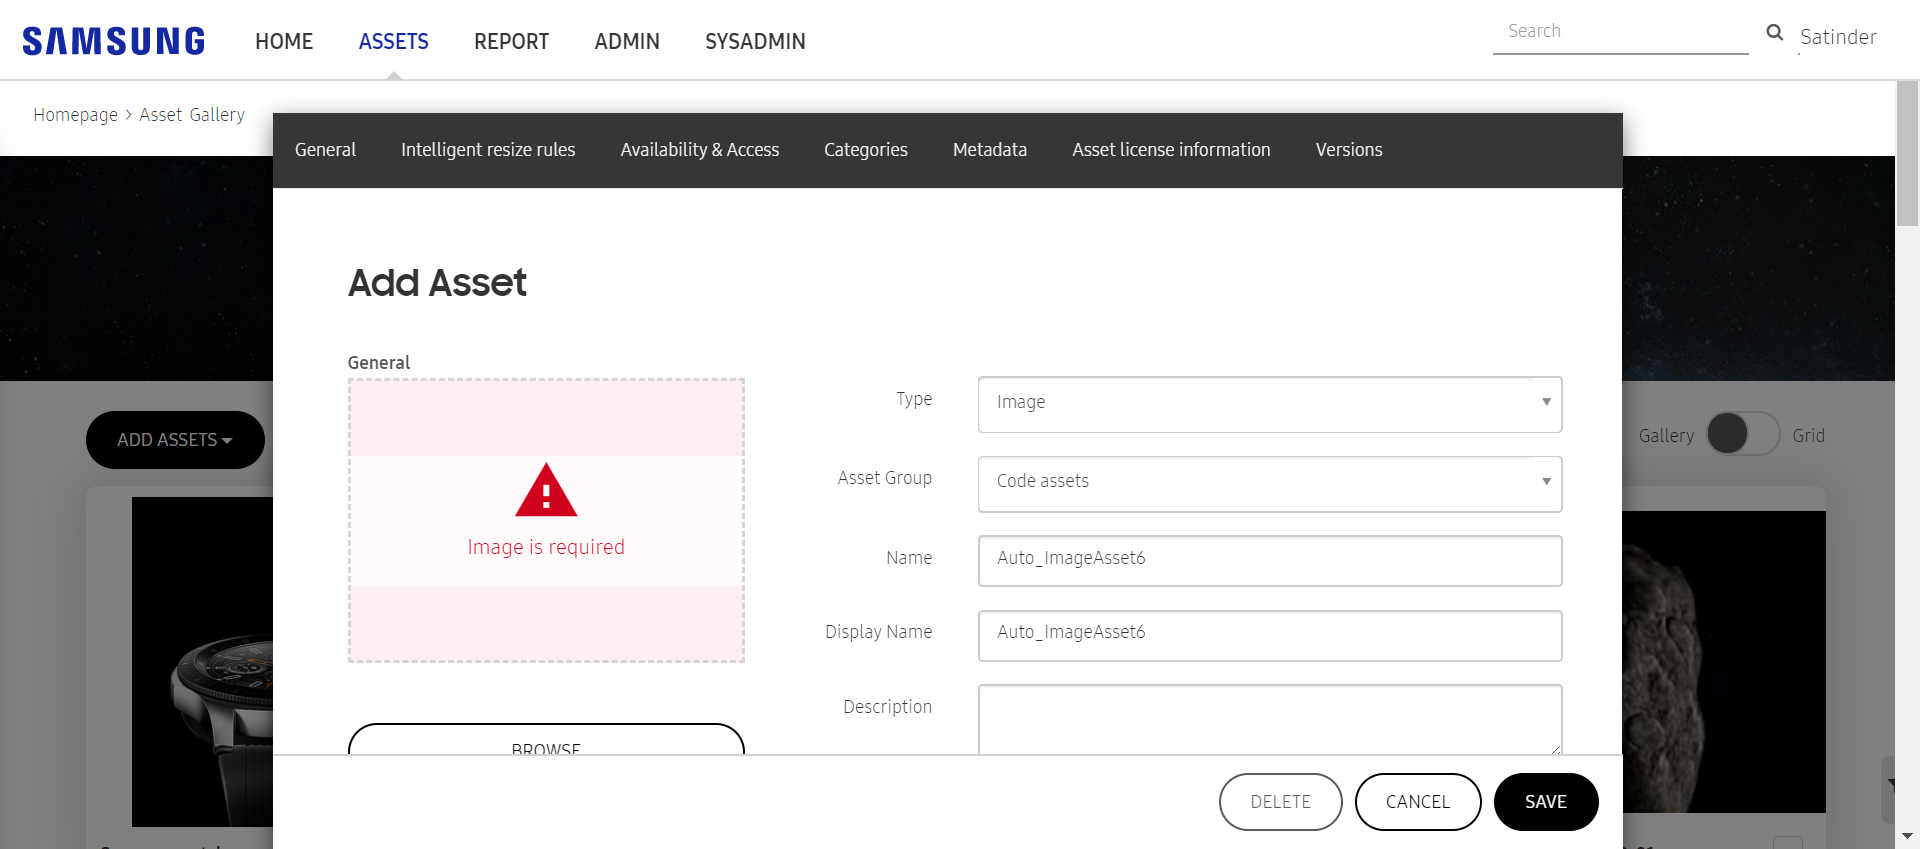 SAMSUNG HOME ASSETS REPORT ADMIN SYSADMIN Search Satinder
Homepage > Asset Gallery
General Intelligent resize rules Availability & Access Categories Metadata Asset license information Versions
Add Asset
General
Type Image
ADD ASSETS
Gallery Grid
Asset Group Code assets
Image is required
Name Auto_ImageAsset6
Display Name Auto_ImageAsset6
Description
BROWSE
DELETE CANCEL SAVE